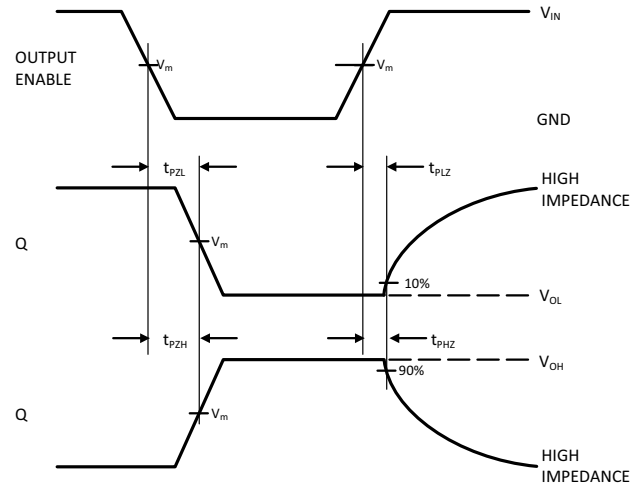 V_IN
OUTPUT
ENABLE
V_m
V_m
GND
t_PZL
t_PLZ
HIGH
IMPEDANCE
Q
V_m
10%
V_OL
t_PZH
t_PHZ
V_OH
90%
Q
V_m
HIGH
IMPEDANCE